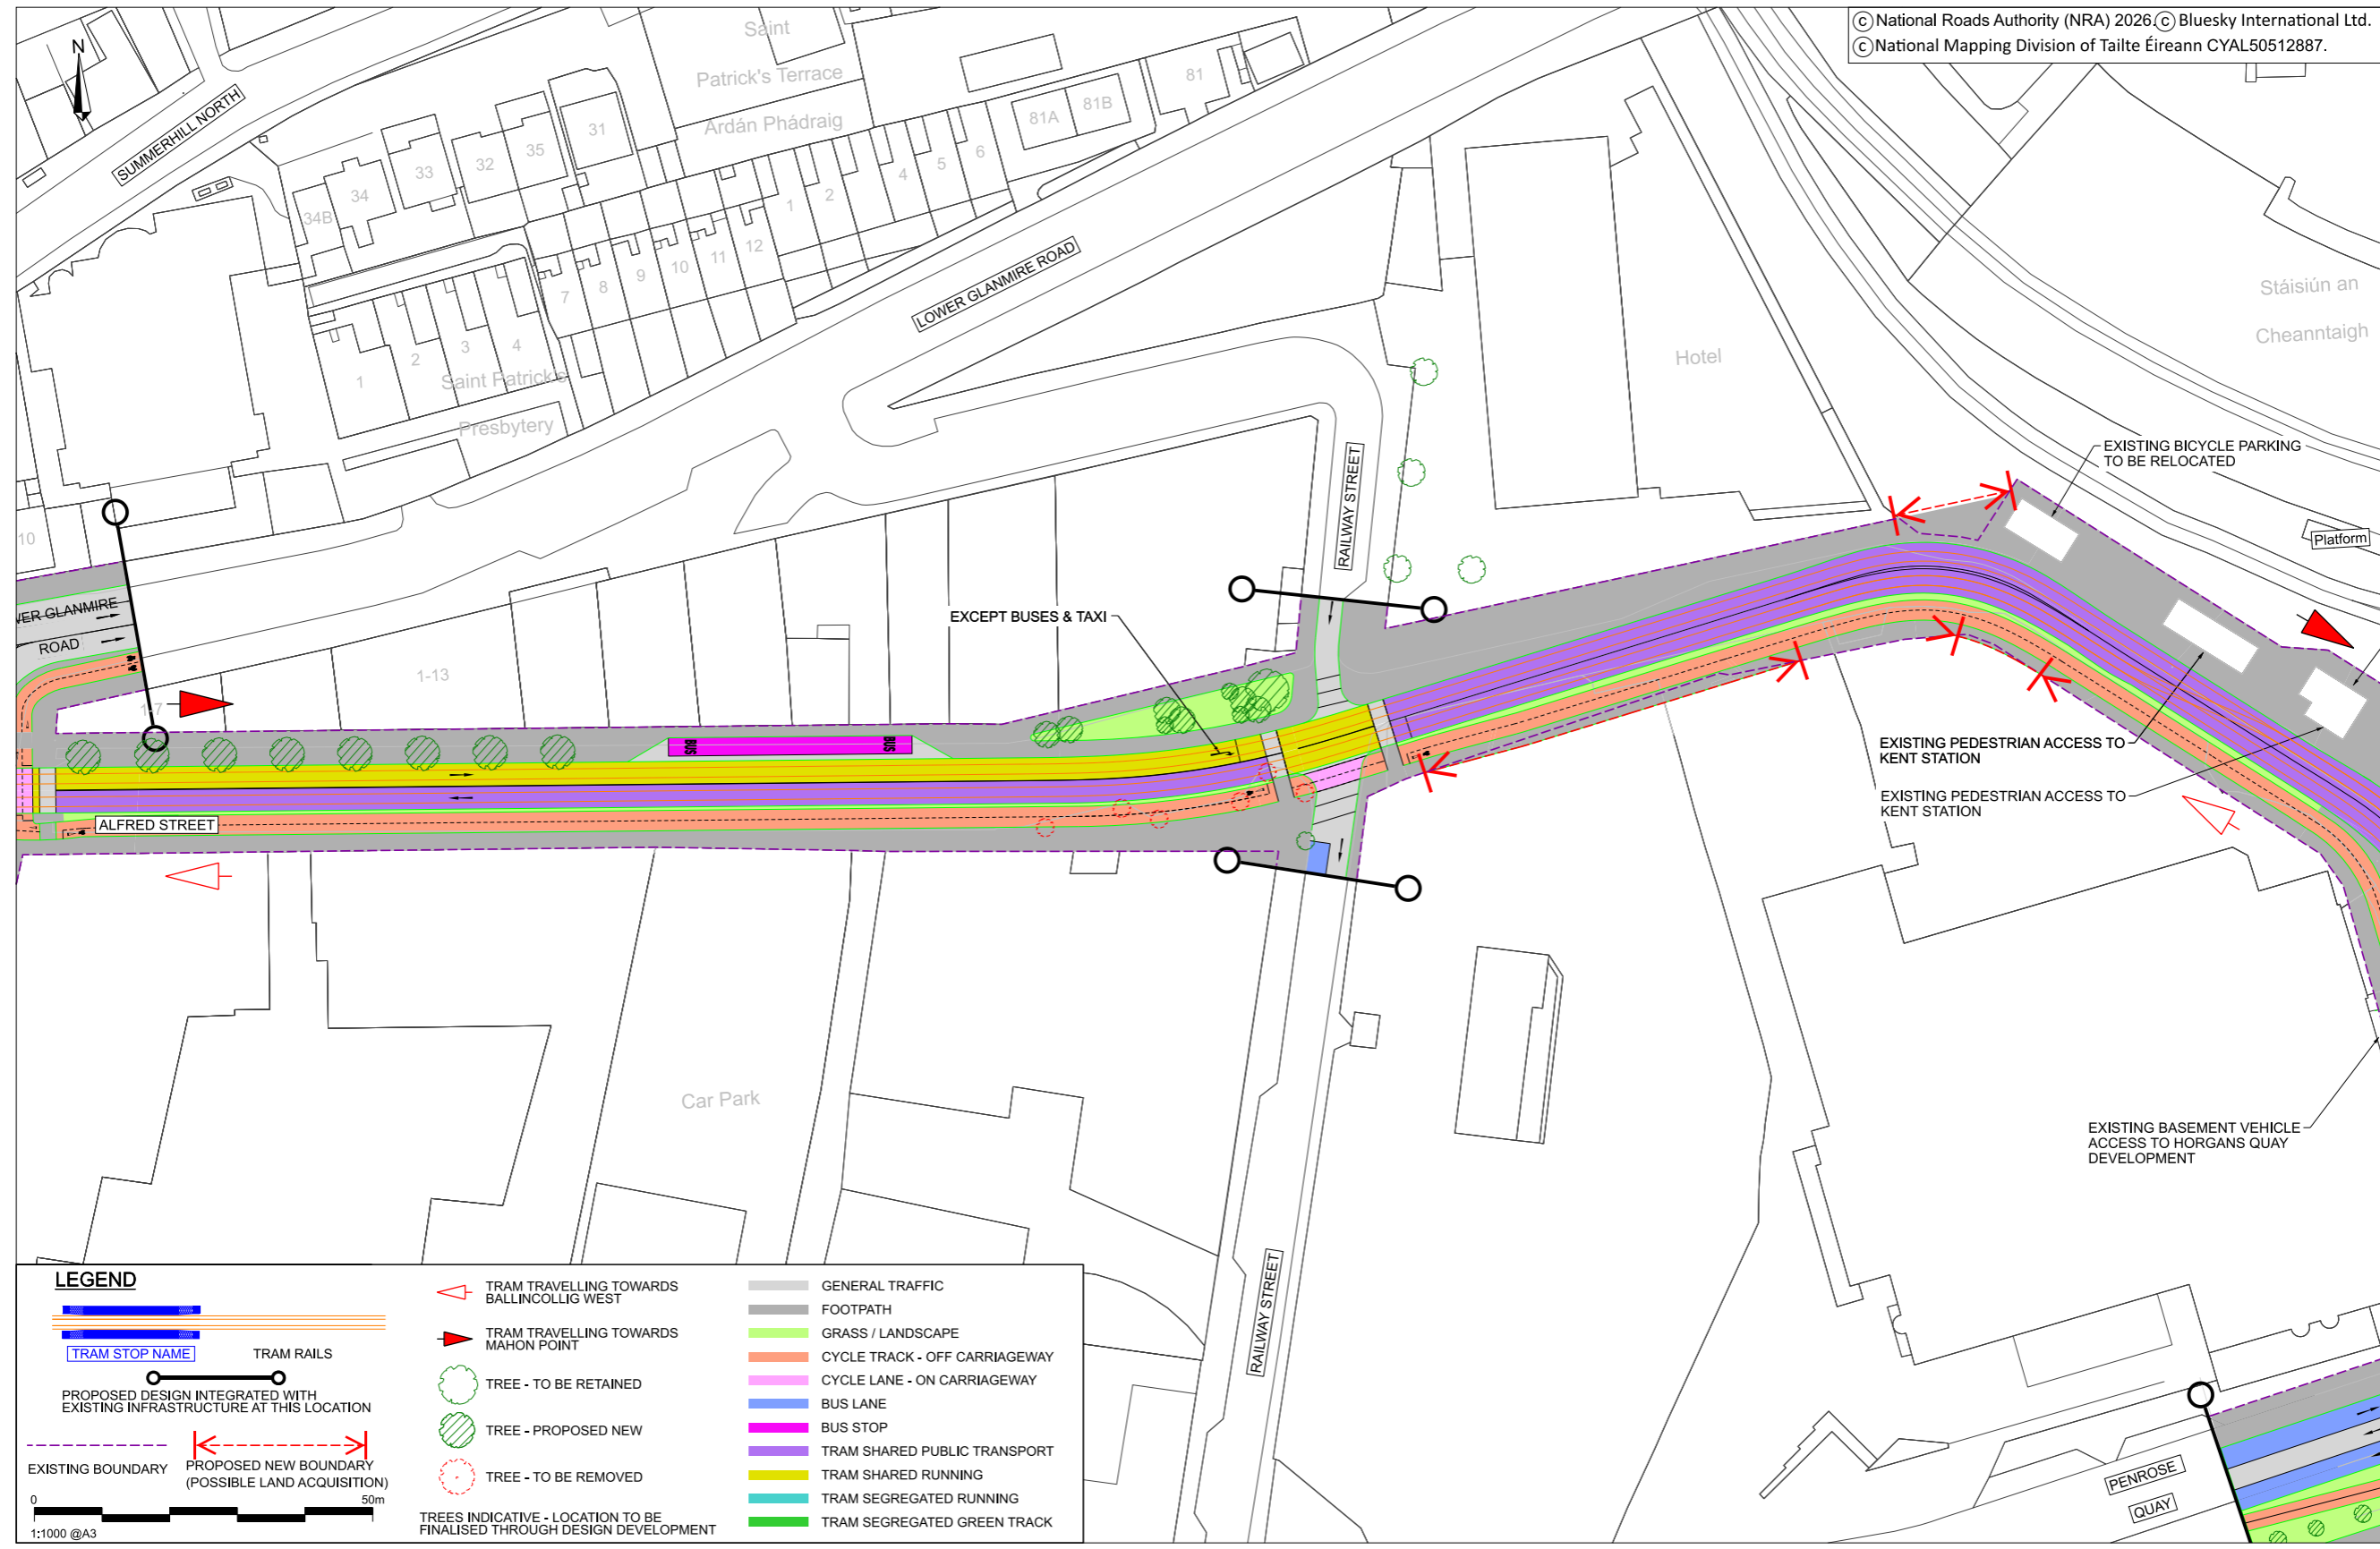 © National Roads Authority (NRA) 2026. © Bluesky International Ltd.
© National Mapping Division of Tailte Éireann CYAL50512887.
N
SUMMERHILL NORTH
Saint
Patrick's Terrace
Ardán Phádraig
81
81A
81B
31
35
32
33
34
34B
6
5
4
2
1
12
11
10
9
8
7
4
3
2
1
Saint Patrick's
Presbytery
LOWER GLANMIRE ROAD
Hotel
Stáisiún an
Cheanntaigh
Platform
EXISTING BICYCLE PARKING
TO BE RELOCATED
RAILWAY STREET
10
WER GLANMIRE
ROAD
1-7
1-13
EXCEPT BUSES & TAXI
BUS
BUS
ALFRED STREET
EXISTING PEDESTRIAN ACCESS TO
KENT STATION
EXISTING PEDESTRIAN ACCESS TO
KENT STATION
Car Park
EXISTING BASEMENT VEHICLE
ACCESS TO HORGANS QUAY
DEVELOPMENT
RAILWAY STREET
PENROSE
QUAY
LEGEND
TRAM STOP NAME
TRAM RAILS
PROPOSED DESIGN INTEGRATED WITH
EXISTING INFRASTRUCTURE AT THIS LOCATION
EXISTING BOUNDARY
PROPOSED NEW BOUNDARY
(POSSIBLE LAND ACQUISITION)
0
50m
1:1000 @A3
TRAM TRAVELLING TOWARDS
BALLINCOLLIG WEST
TRAM TRAVELLING TOWARDS
MAHON POINT
TREE - TO BE RETAINED
TREE - PROPOSED NEW
TREE - TO BE REMOVED
TREES INDICATIVE - LOCATION TO BE
FINALISED THROUGH DESIGN DEVELOPMENT
GENERAL TRAFFIC
FOOTPATH
GRASS / LANDSCAPE
CYCLE TRACK - OFF CARRIAGEWAY
CYCLE LANE - ON CARRIAGEWAY
BUS LANE
BUS STOP
TRAM SHARED PUBLIC TRANSPORT
TRAM SHARED RUNNING
TRAM SEGREGATED RUNNING
TRAM SEGREGATED GREEN TRACK